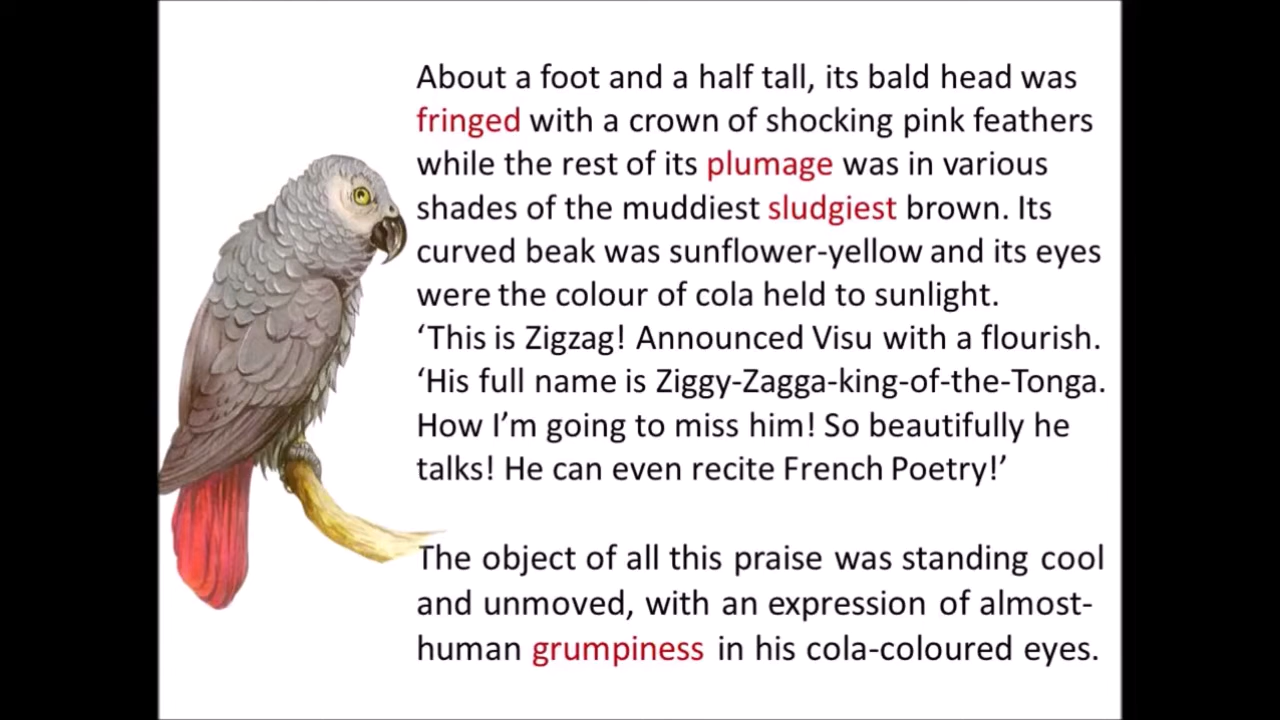 About a foot and a half tall, its bald head was
fringed with a crown of shocking pink feathers
while the rest of its plumage was in various
shades of the muddiest sludgiest brown. Its
curved beak was sunflower-yellow and its eyes
were the colour of cola held to sunlight.
‘This is Zigzag! Announced Visu with a flourish.
‘His full name is Ziggy-Zagga-king-of-the-Tonga.
How I’m going to miss him! So beautifully he
talks! He can even recite French Poetry!’
The object of all this praise was standing cool
and unmoved, with an expression of almost-
human grumpiness in his cola-coloured eyes.